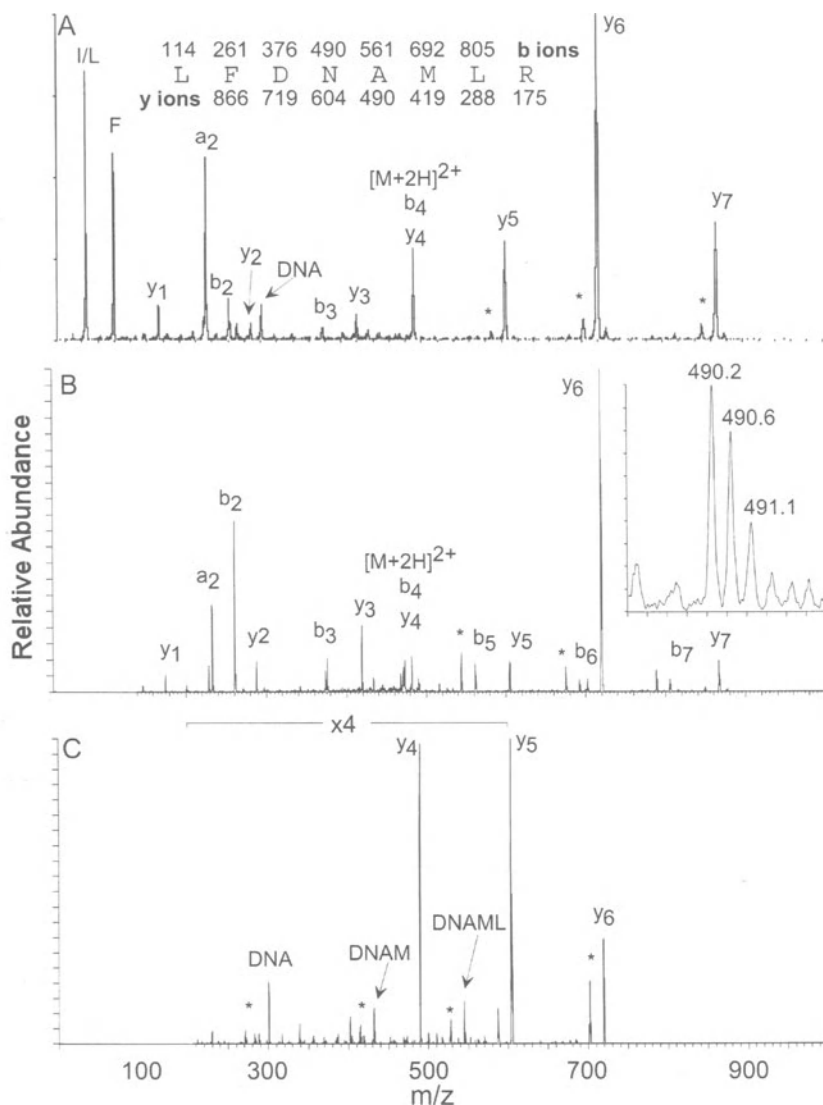 A
I/L
F
114 261 376 490 561 692 805 b ions
L F D N A M L R
y ions 866 719 604 490 419 288 175
y6
a2
y1
b2
y2
DNA
b3
y3
[M+2H]2+
b4
y4
*
y5
*
*
y7
Relative Abundance
B
y6
490.2
490.6
491.1
b2
a2
y1
y2
b3
y3
[M+2H]2+
b4
y4
*
b5
y5
*
b6
b7
y7
x4
C
y4
y5
DNA
DNAM
DNAML
*
*
*
*
y6
100 300 500 700 900
m/z